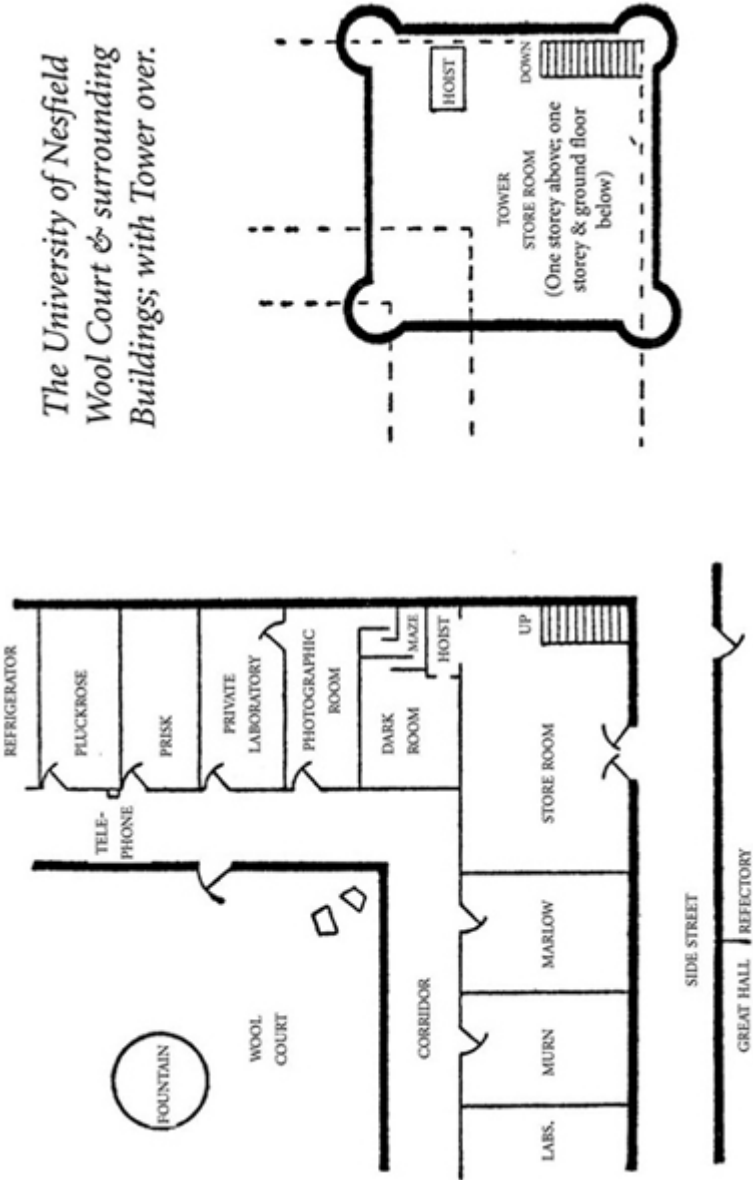 The University of Nesfield
Wool Court & surrounding
Buildings; with Tower over.
REFRIGERATOR
PLUCKROSE
TELE-
PHONE
PRISK
PRIVATE
LABORATORY
PHOTOGRAPHIC
ROOM
DARK
ROOM
MAZE
HOIST
UP
STORE ROOM
FOUNTAIN
WOOL
COURT
CORRIDOR
MARLOW
MURN
LABS.
SIDE STREET
GREAT HALL
REFECTORY
HOIST
DOWN
TOWER
STORE ROOM
(One storey above; one
storey & ground floor
below)